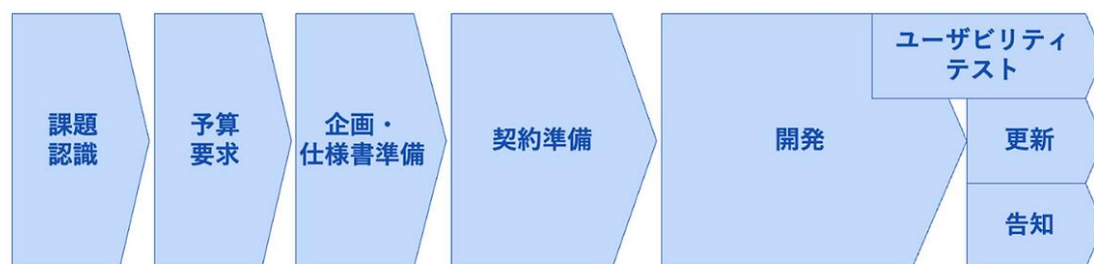 課題
認識
予算
要求
企画・
仕様書準備
契約準備
開発
ユーザビリティ
テスト
更新
告知